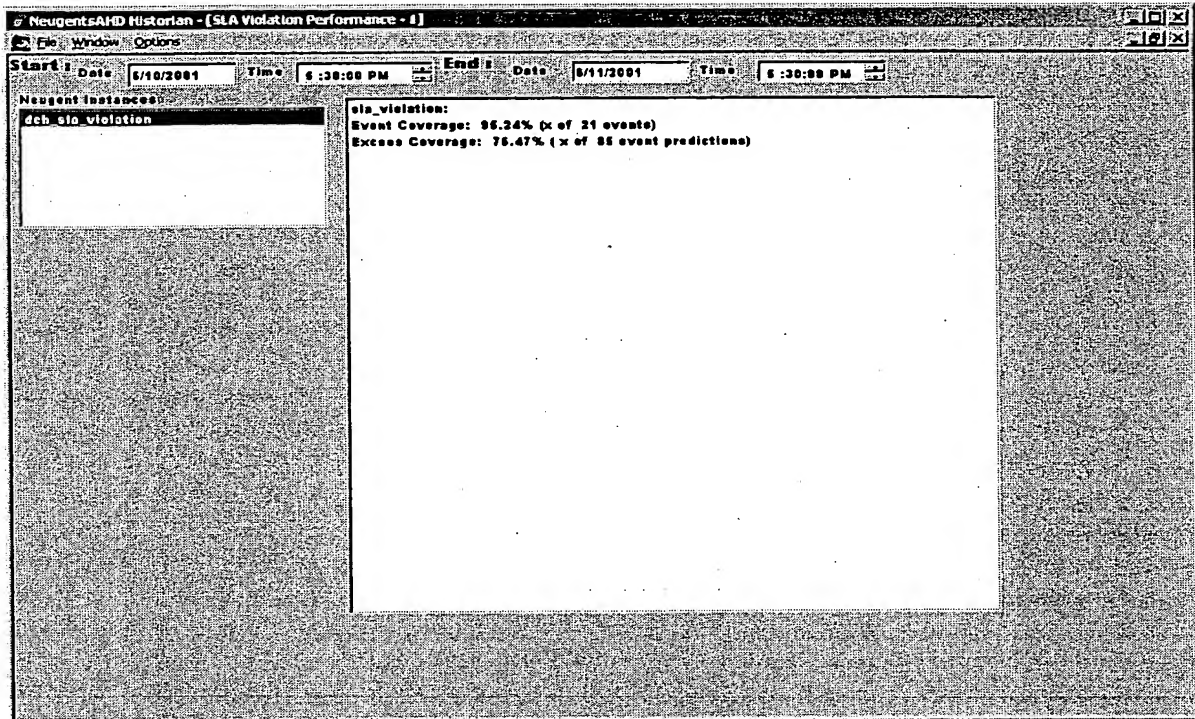 NeugentsAHD Historian - [SLA Violation Performance - 1]
File Window Options
Start : Date 5/10/2001 Time 5 :30:00 PM End : Date 5/11/2001 Time 5 :30:00 PM
Neugent Instances:
dcb_sla_violation
sla_violation:
Event Coverage: 95.24% (x of 21 events)
Excess Coverage: 76.47% ( x of 85 event predictions)